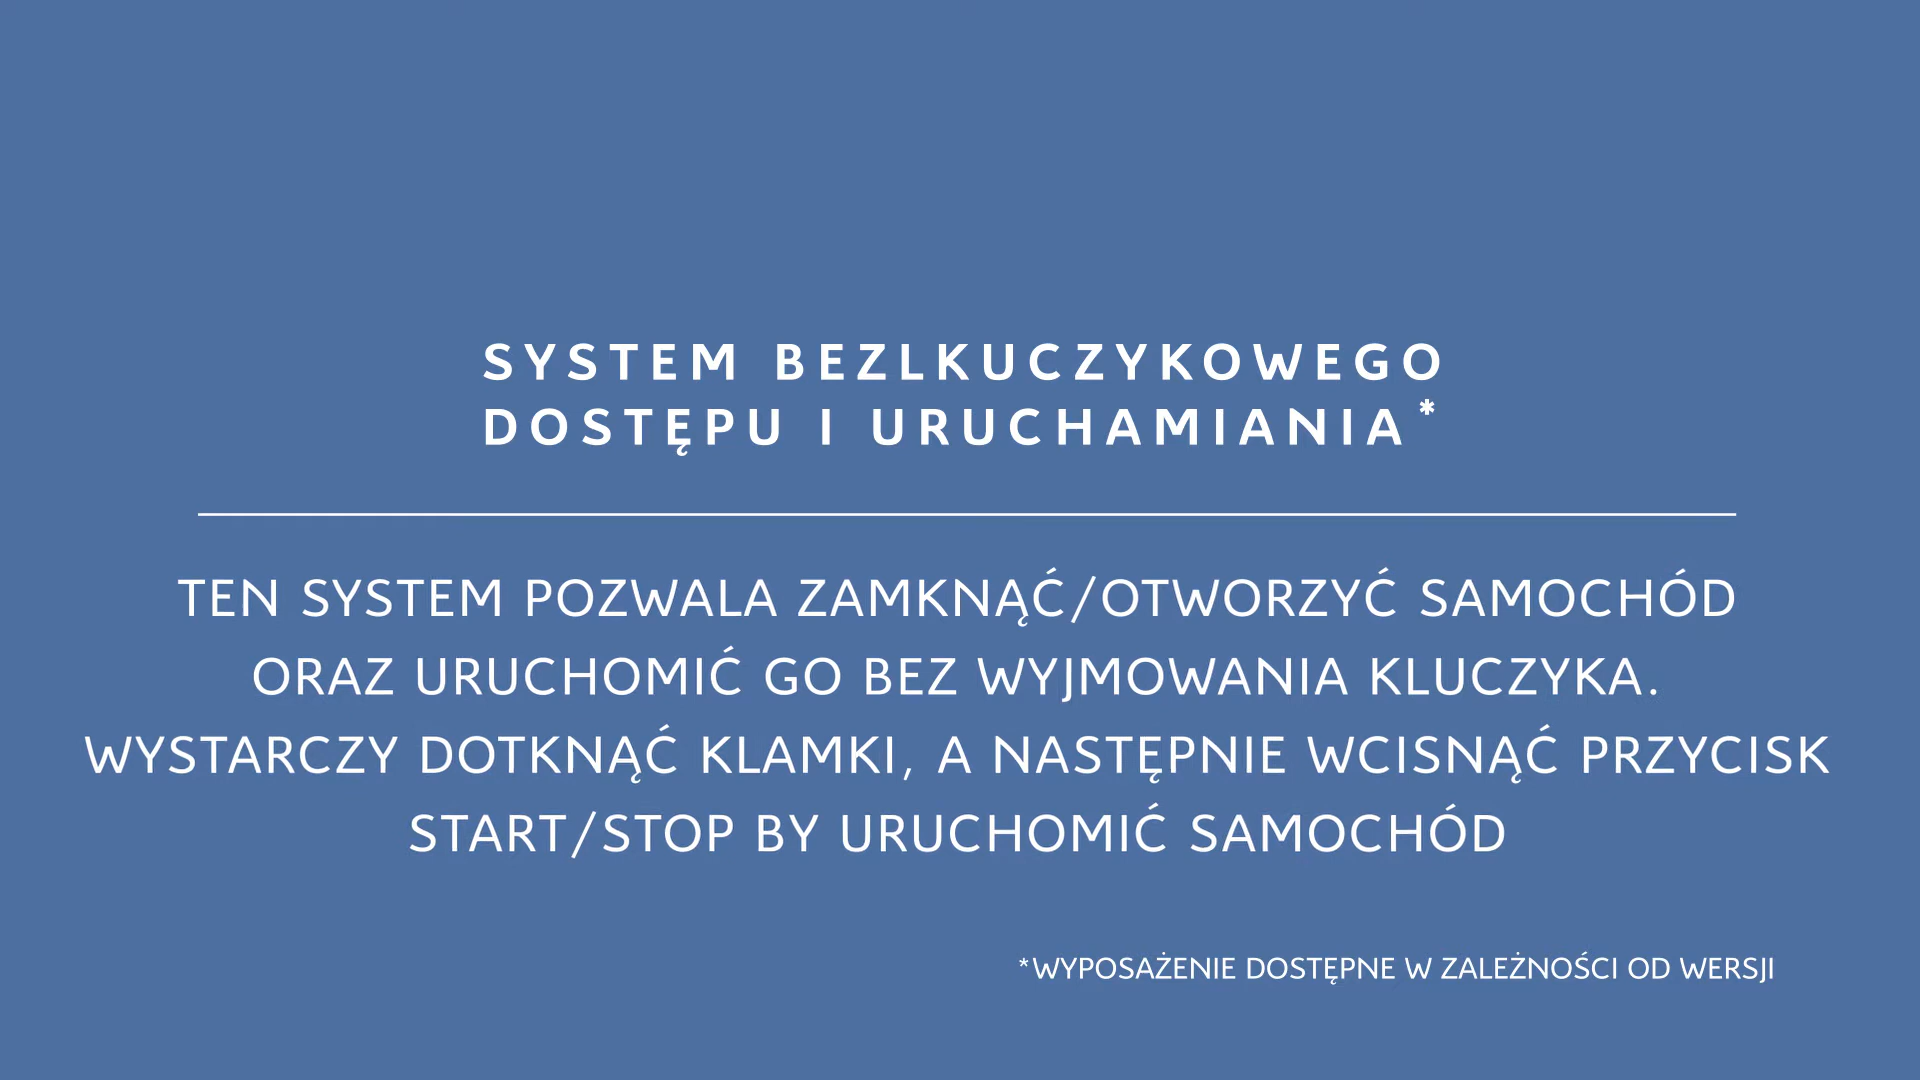 SYSTEM BEZLKUCZYKOWEGO
DOSTĘPU I URUCHAMIANIA*
TEN SYSTEM POZWALA ZAMKNĄĆ/OTWORZYĆ SAMOCHÓD
ORAZ URUCHOMIĆ GO BEZ WYJMOWANIA KLUCZYKA.
WYSTARCZY DOTKNĄĆ KLAMKI, A NASTĘPNIE WCISNĄĆ PRZYCISK
START/STOP BY URUCHOMIĆ SAMOCHÓD
*WYPOSAŻENIE DOSTĘPNE W ZALEŻNOŚCI OD WERSJI